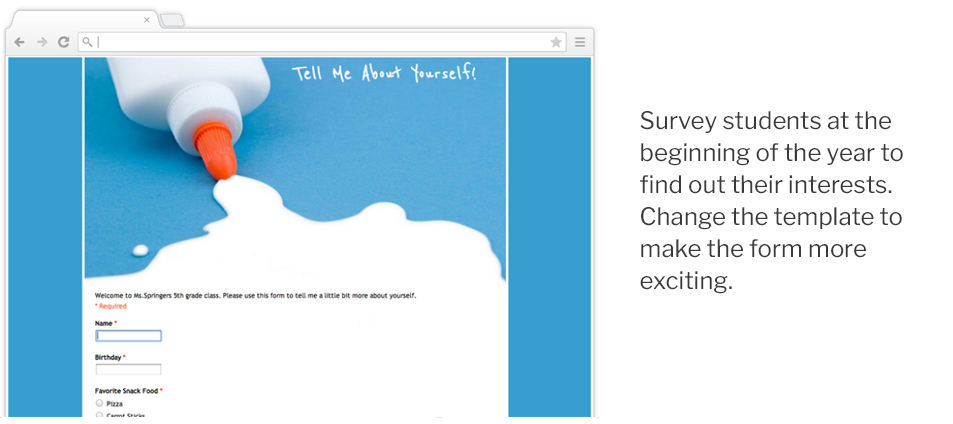 Tell Me About Yourself!
Welcome to Ms.Springers 5th grade class. Please use this form to tell me a little bit more about yourself.
* Required
Name *
Birthday *
Favorite Snack Food *
Pizza
Carrot Sticks
Survey students at the
beginning of the year to
find out their interests.
Change the template to
make the form more
exciting.